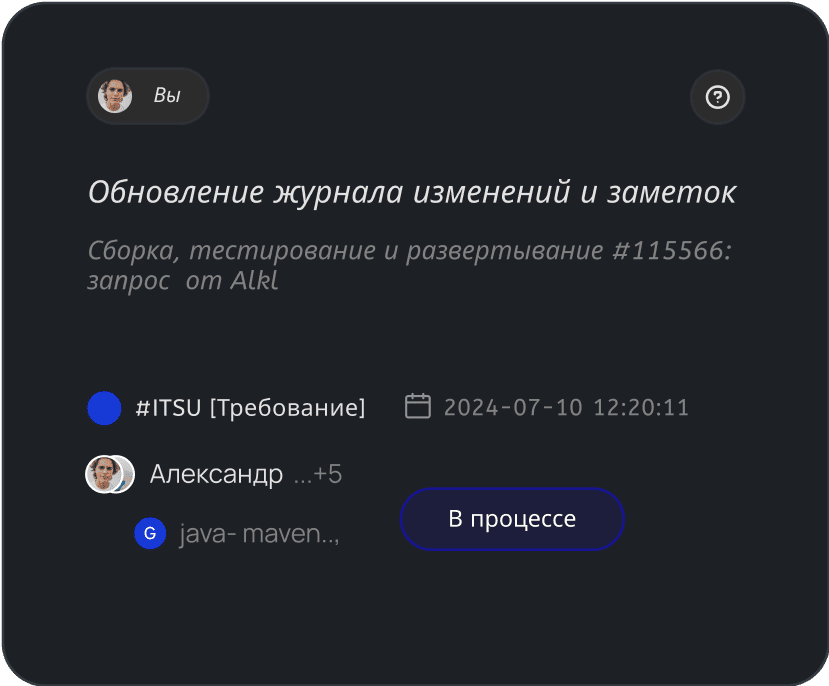 Вы
Обновление журнала изменений и заметок
Сборка, тестирование и развертывание #115566:
запрос от Alkl
#ITSU [Требование]
2024-07-10 12:20:11
Александр ...+5
В процессе
G java- maven..,